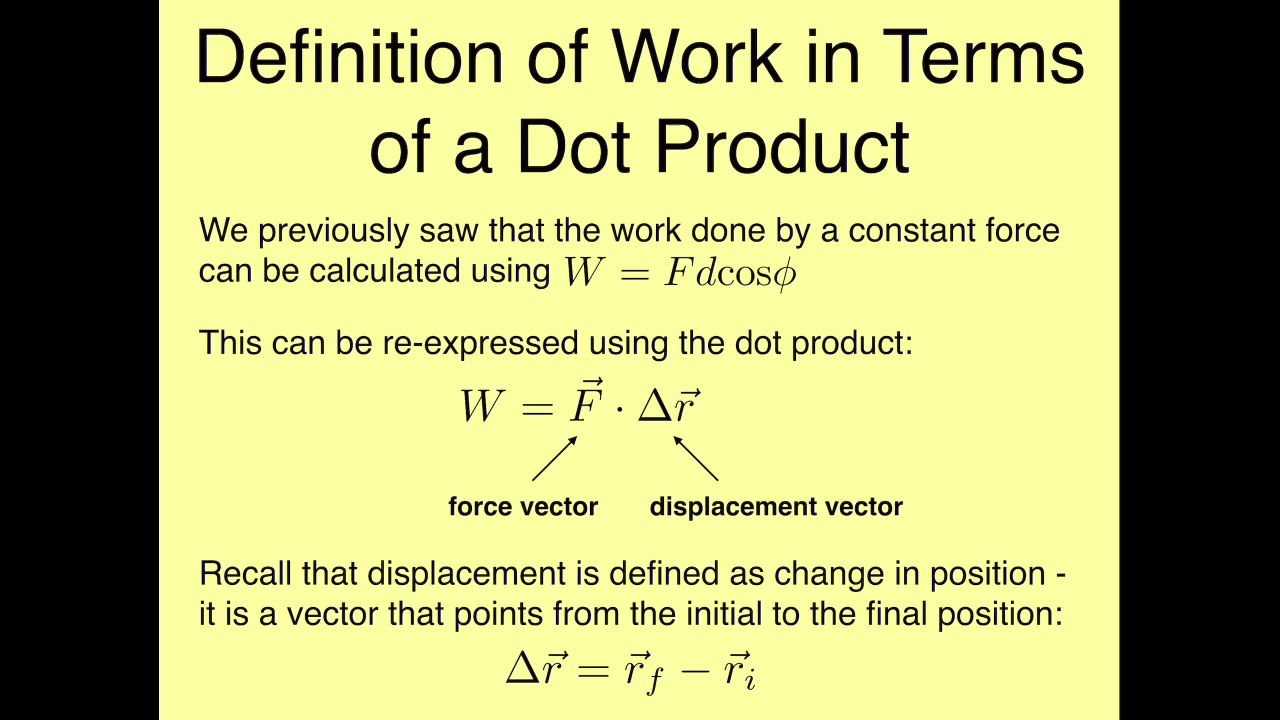 Definition of Work in Terms
of a Dot Product
We previously saw that the work done by a constant force
can be calculated using W = Fdcosϕ
This can be re-expressed using the dot product:
W = F⃗ · Δr⃗
force vector displacement vector
Recall that displacement is defined as change in position -
it is a vector that points from the initial to the final position:
Δr⃗ = r⃗_f − r⃗_i